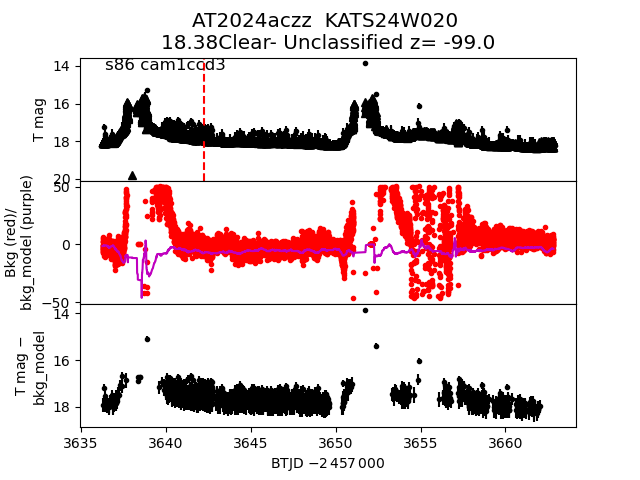 AT2024aczz  KATS24W020
18.38Clear- Unclassified z= -99.0
s86 cam1ccd3
14
16
18
20
T mag
50
0
−50
Bkg (red)/
bkg_model (purple)
14
16
18
T mag −
bkg_model
3635
3640
3645
3650
3655
3660
BTJD −2 457 000